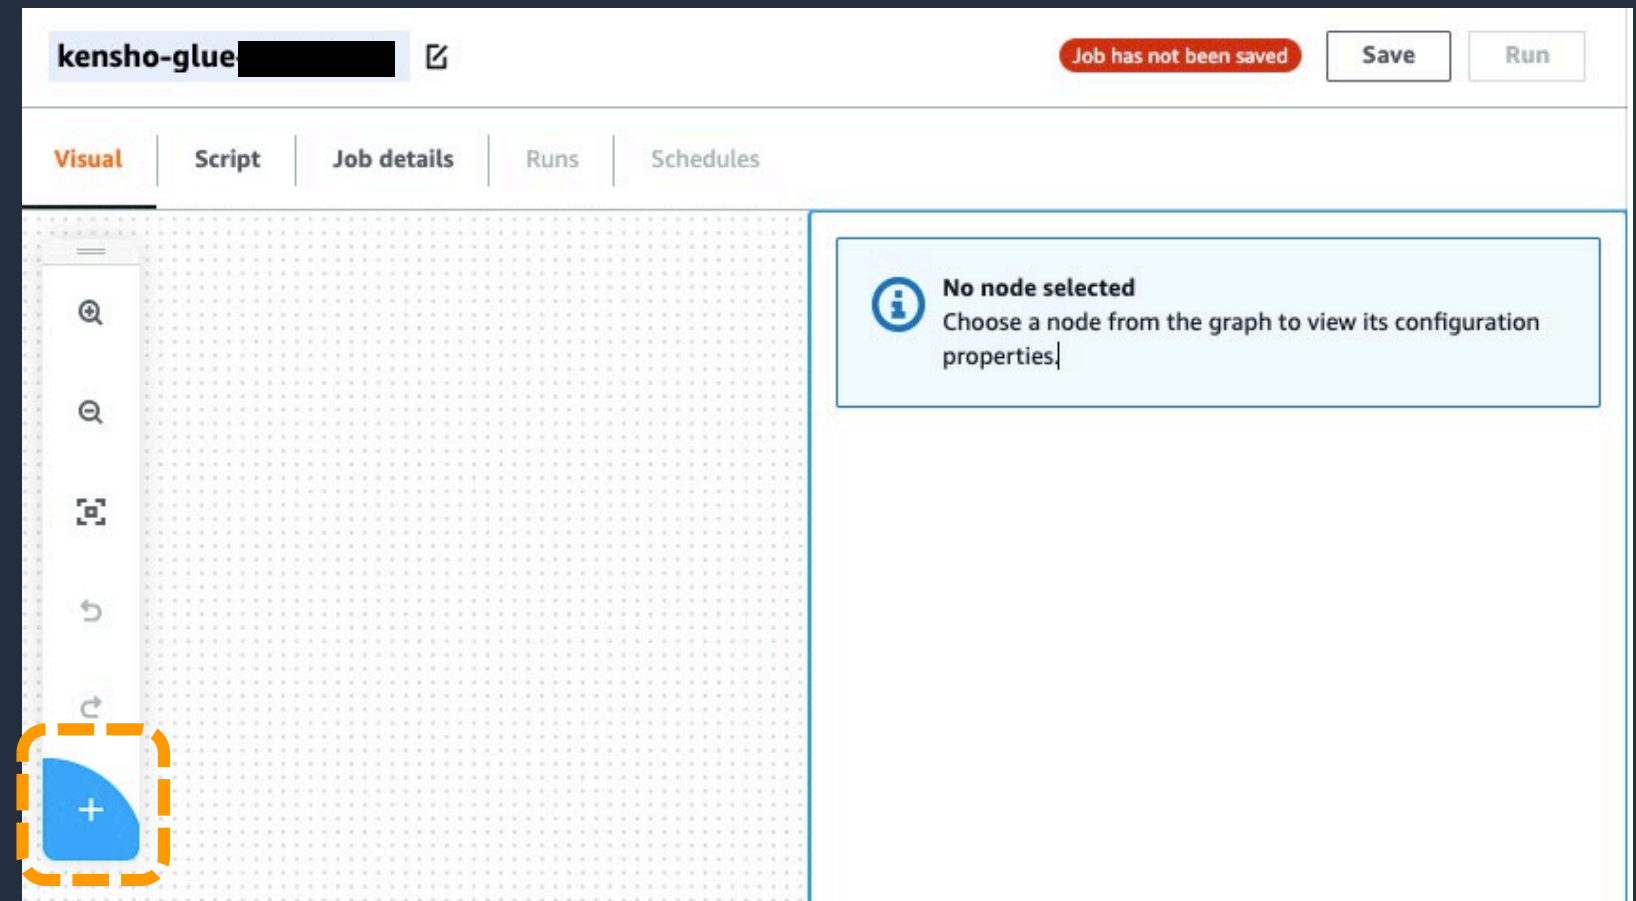 kensho-glue-
Job has not been saved
Save
Run
Visual
Script
Job details
Runs
Schedules
No node selected
Choose a node from the graph to view its configuration
properties.